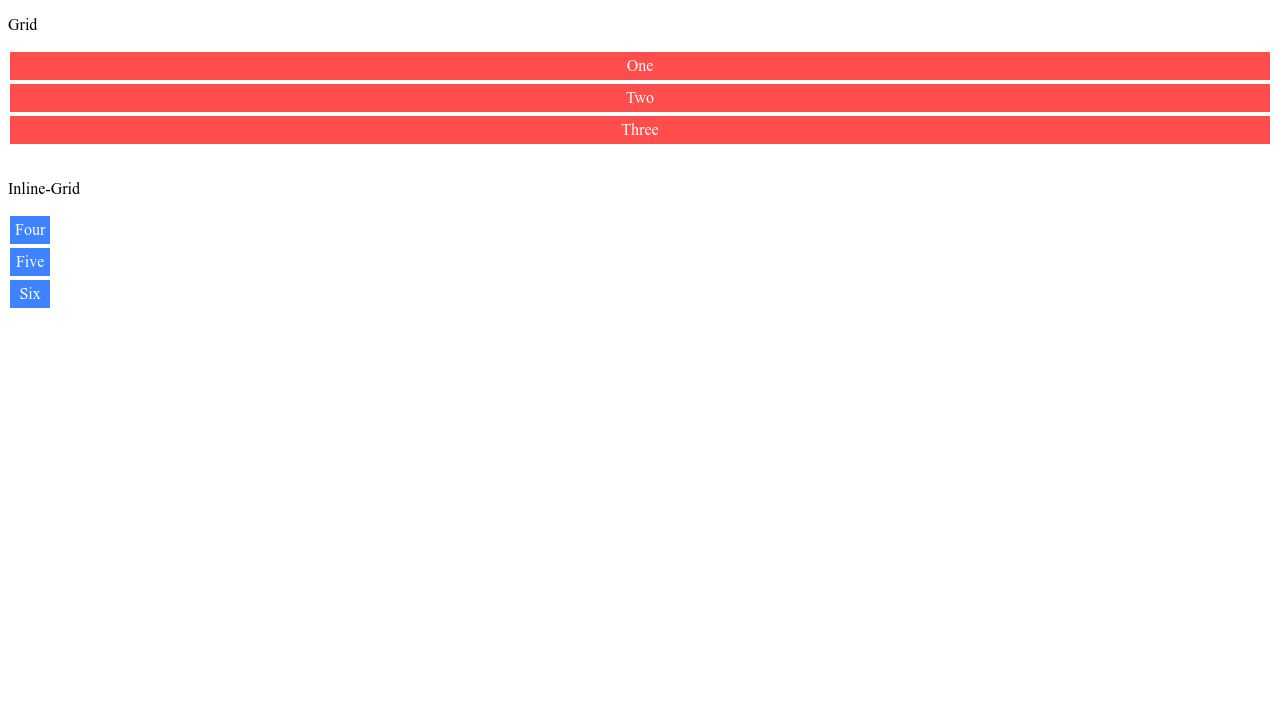 Grid
One
Two
Three
Inline-Grid
Four
Five
Six